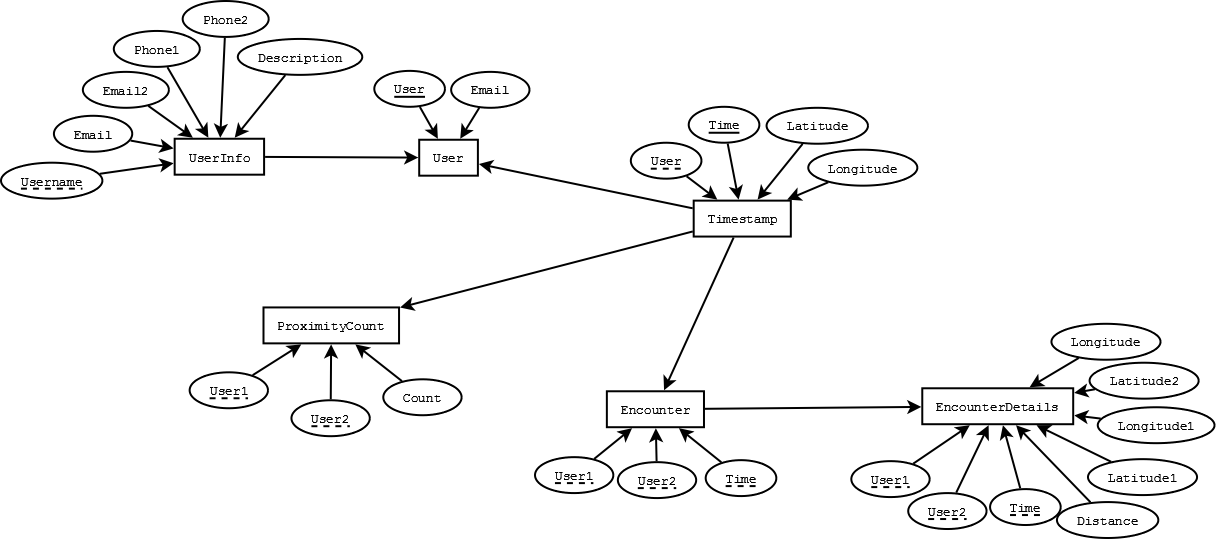 Phone2
Phone1
Description
Email2
Email
Username
UserInfo
User
Email
User
Time
Latitude
User
Longitude
Timestamp
ProximityCount
User1
User2
Count
Encounter
User1
User2
Time
Longitude
Latitude2
Longitude1
Latitude1
EncounterDetails
User1
User2
Time
Distance